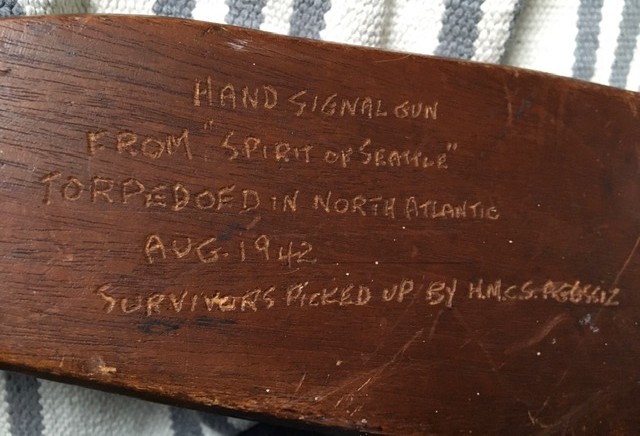 HAND SIGNAL GUN
FROM "SPIRIT OF SEATTLE"
TORPEDOED IN NORTH ATLANTIC
AUG. 1942
SURVIVORS PICKED UP BY H.M.C.S.